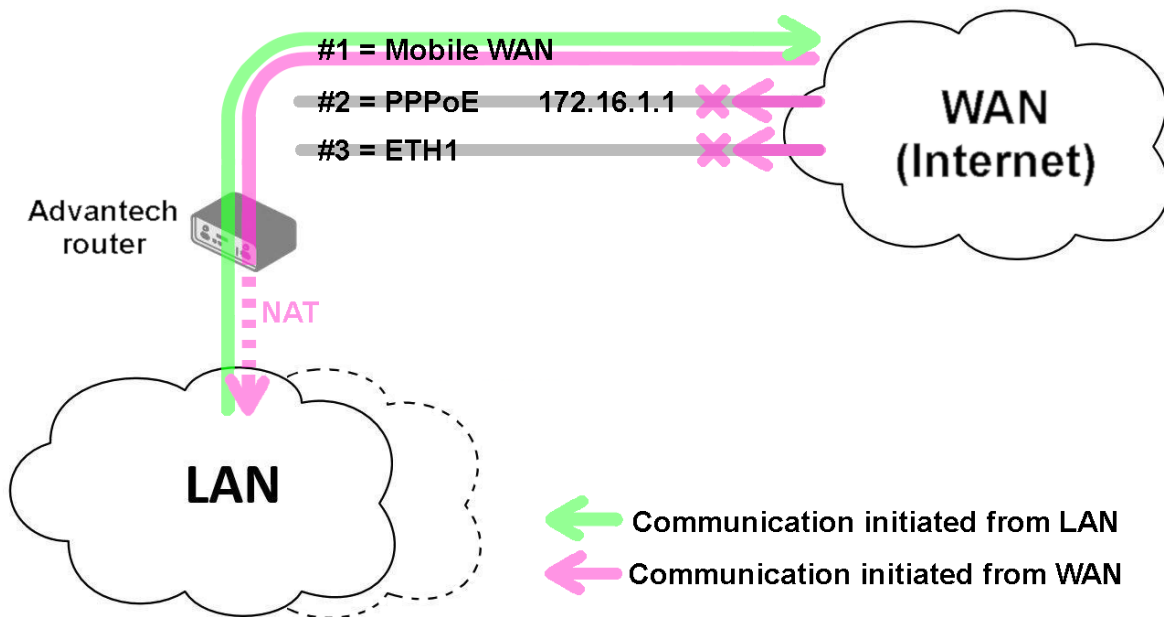 #1 = Mobile WAN
#2 = PPPoE 172.16.1.1
#3 = ETH1
WAN
(Internet)
Advantech
router
NAT
LAN
Communication initiated from LAN
Communication initiated from WAN